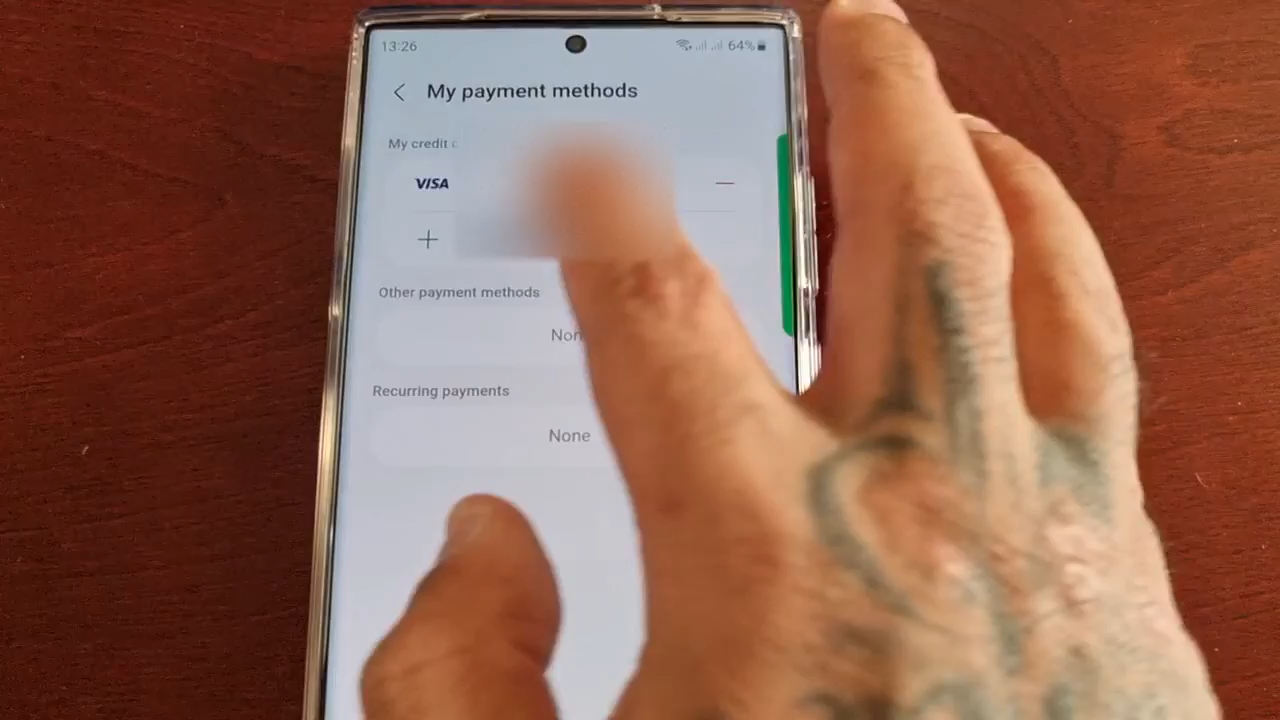 13:26 64%
My payment methods
My credit
VISA
Other payment methods
Recurring payments
None